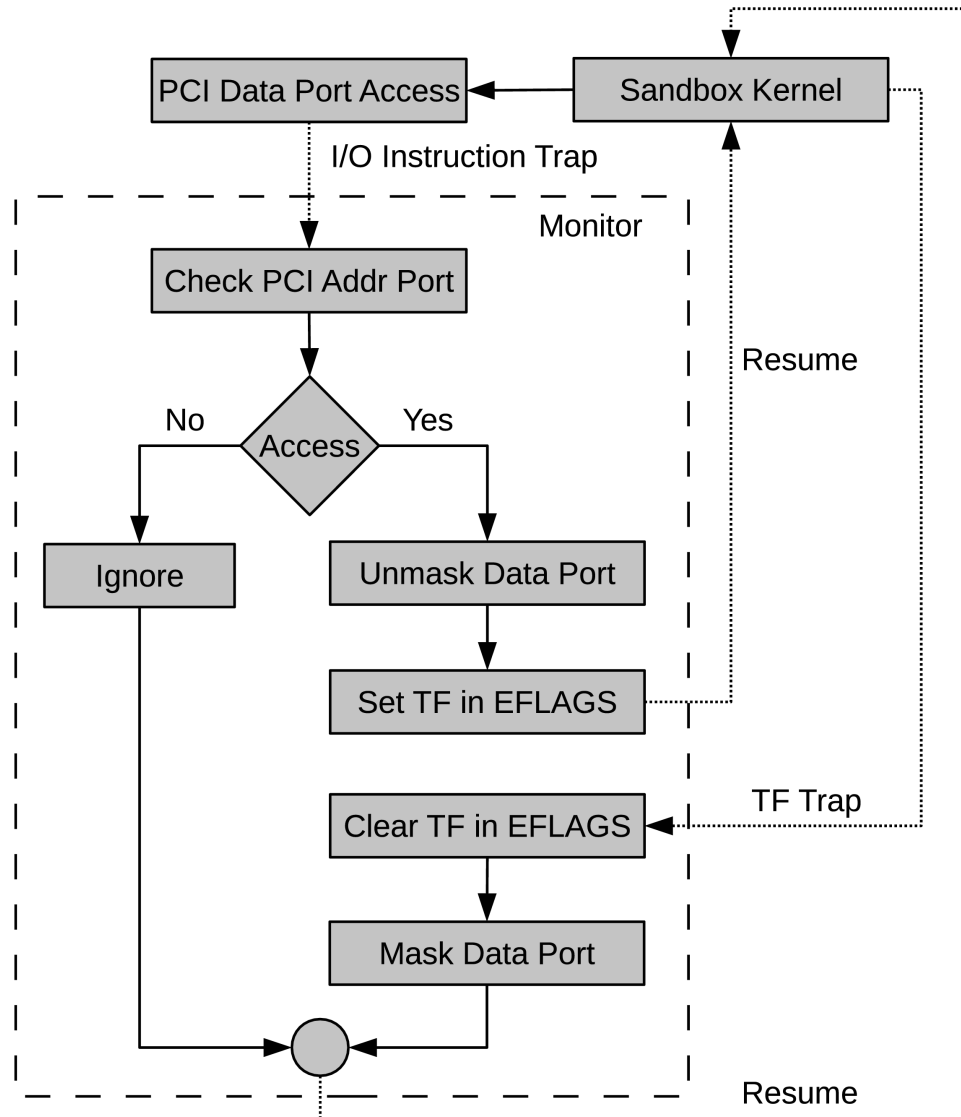 PCI Data Port Access
Sandbox Kernel
I/O Instruction Trap
Monitor
Check PCI Addr Port
Resume
No
Yes
Access
Ignore
Unmask Data Port
Set TF in EFLAGS
TF Trap
Clear TF in EFLAGS
Mask Data Port
Resume